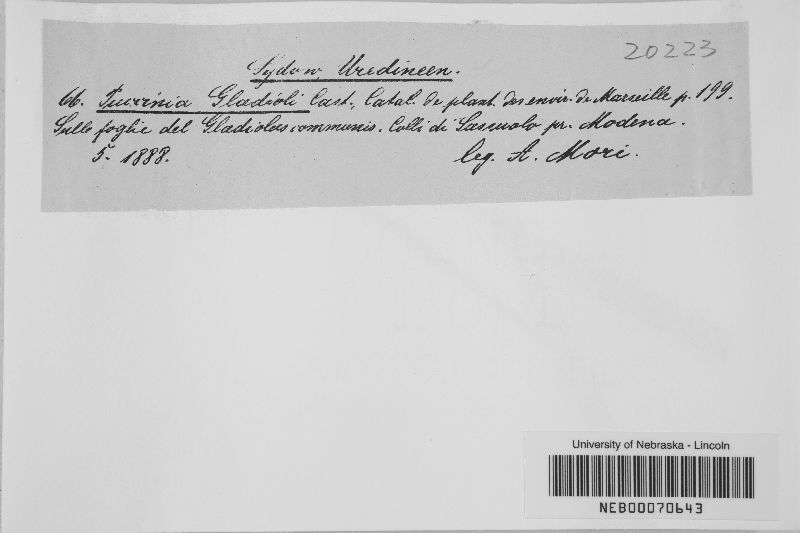 20223
Sydow, Uredineen.
66. Puccinia Gladioli Cast., Catal. de plant. des envir. de Marseille p. 199.
Sulle foglie del Gladiolus communis. Colli di Sassuolo pr. Modena.
5. 1888.
leg. A. Mori.
University of Nebraska - Lincoln
NEB00070643